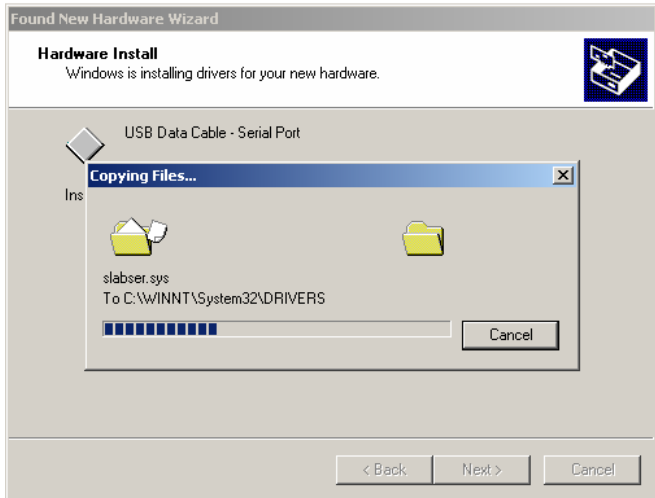 Found New Hardware Wizard
Hardware Install
Windows is installing drivers for your new hardware.
USB Data Cable - Serial Port
Copying Files...
Ins
slabser.sys
To C:\WINNT\System32\DRIVERS
Cancel
< Back
Next >
Cancel